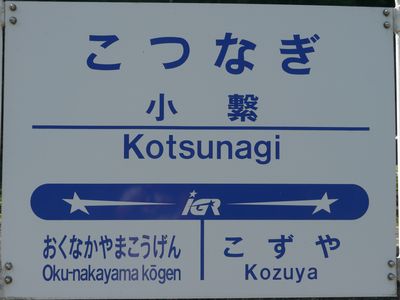 こつなぎ
小繋
Kotsunagi
IGR
おくなかやまこうげん
Oku-nakayama kōgen
こずや
Kozuya